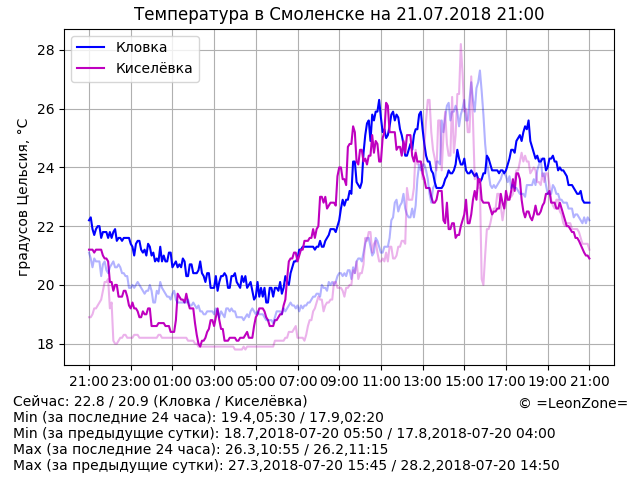 Температура в Смоленске на 21.07.2018 21:00
Кловка
Киселёвка
градусов Цельсия, °C
28
26
24
22
20
18
21:00 23:00 01:00 03:00 05:00 07:00 09:00 11:00 13:00 15:00 17:00 19:00 21:00
Сейчас: 22.8 / 20.9 (Кловка / Киселёвка)
© =LeonZone=
Min (за последние 24 часа): 19.4,05:30 / 17.9,02:20
Min (за предыдущие сутки): 18.7,2018-07-20 05:50 / 17.8,2018-07-20 04:00
Max (за последние 24 часа): 26.3,10:55 / 26.2,11:15
Max (за предыдущие сутки): 27.3,2018-07-20 15:45 / 28.2,2018-07-20 14:50